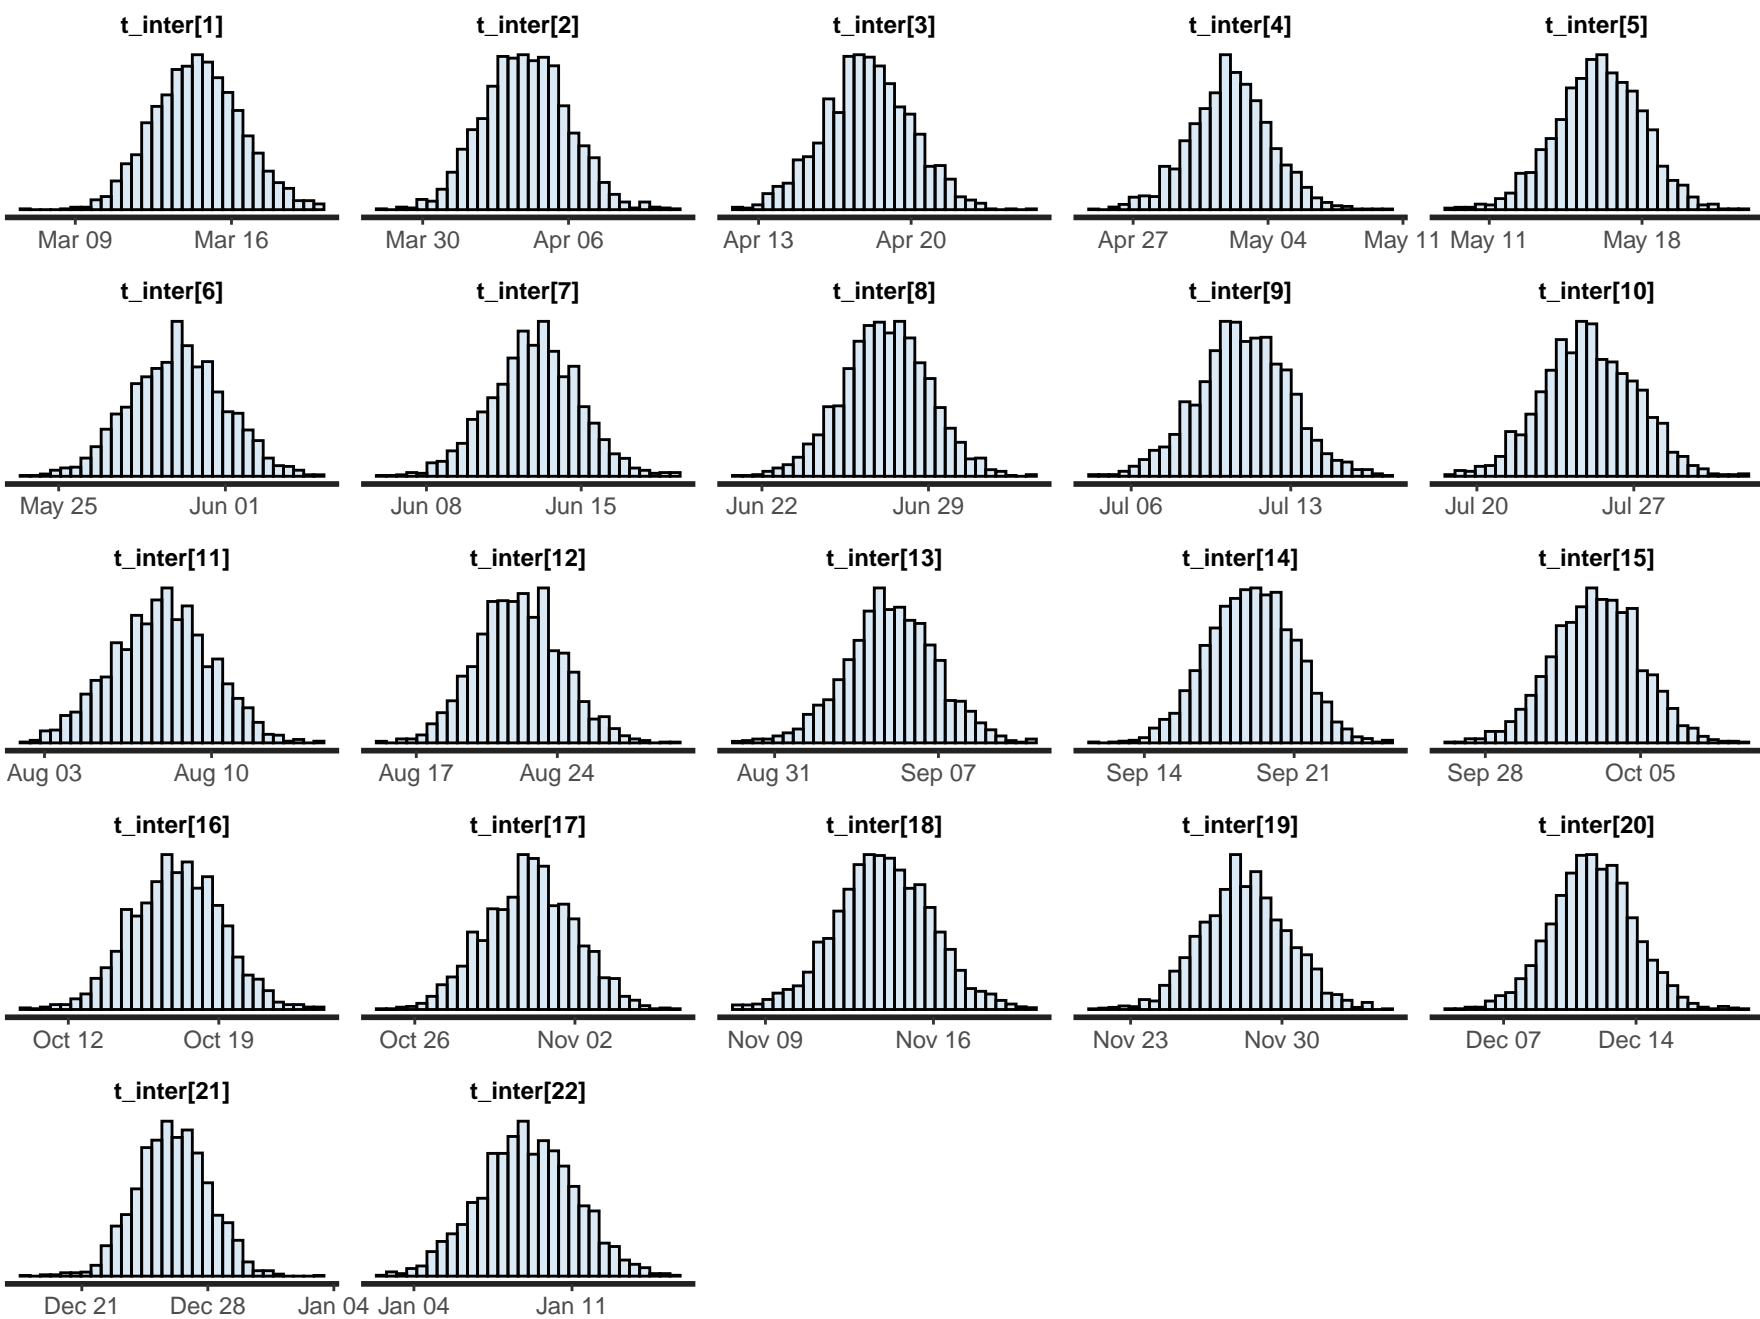 t_inter[1] t_inter[2] t_inter[3] t_inter[4] t_inter[5]
Mar 09 Mar 16 Mar 30 Apr 06 Apr 13 Apr 20 Apr 27 May 04 May 11 May 11 May 18
t_inter[6] t_inter[7] t_inter[8] t_inter[9] t_inter[10]
May 25 Jun 01 Jun 08 Jun 15 Jun 22 Jun 29 Jul 06 Jul 13 Jul 20 Jul 27
t_inter[11] t_inter[12] t_inter[13] t_inter[14] t_inter[15]
Aug 03 Aug 10 Aug 17 Aug 24 Aug 31 Sep 07 Sep 14 Sep 21 Sep 28 Oct 05
t_inter[16] t_inter[17] t_inter[18] t_inter[19] t_inter[20]
Oct 12 Oct 19 Oct 26 Nov 02 Nov 09 Nov 16 Nov 23 Nov 30 Dec 07 Dec 14
t_inter[21] t_inter[22]
Dec 21 Dec 28 Jan 04 Jan 04 Jan 11